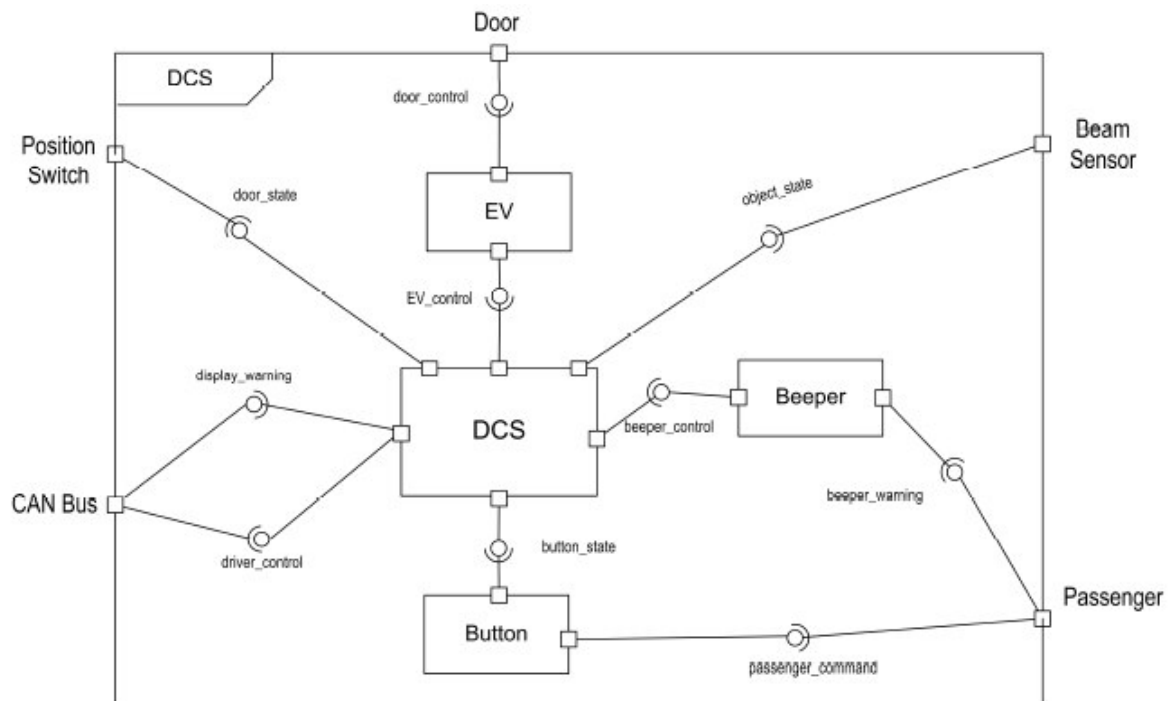 Door
DCS
door_control
Position
Switch
Beam
Sensor
door_state
object_state
EV
EV_control
display_warning
DCS
Beeper
beeper_control
CAN Bus
beeper_warning
driver_control
button_state
Passenger
Button
passenger_command